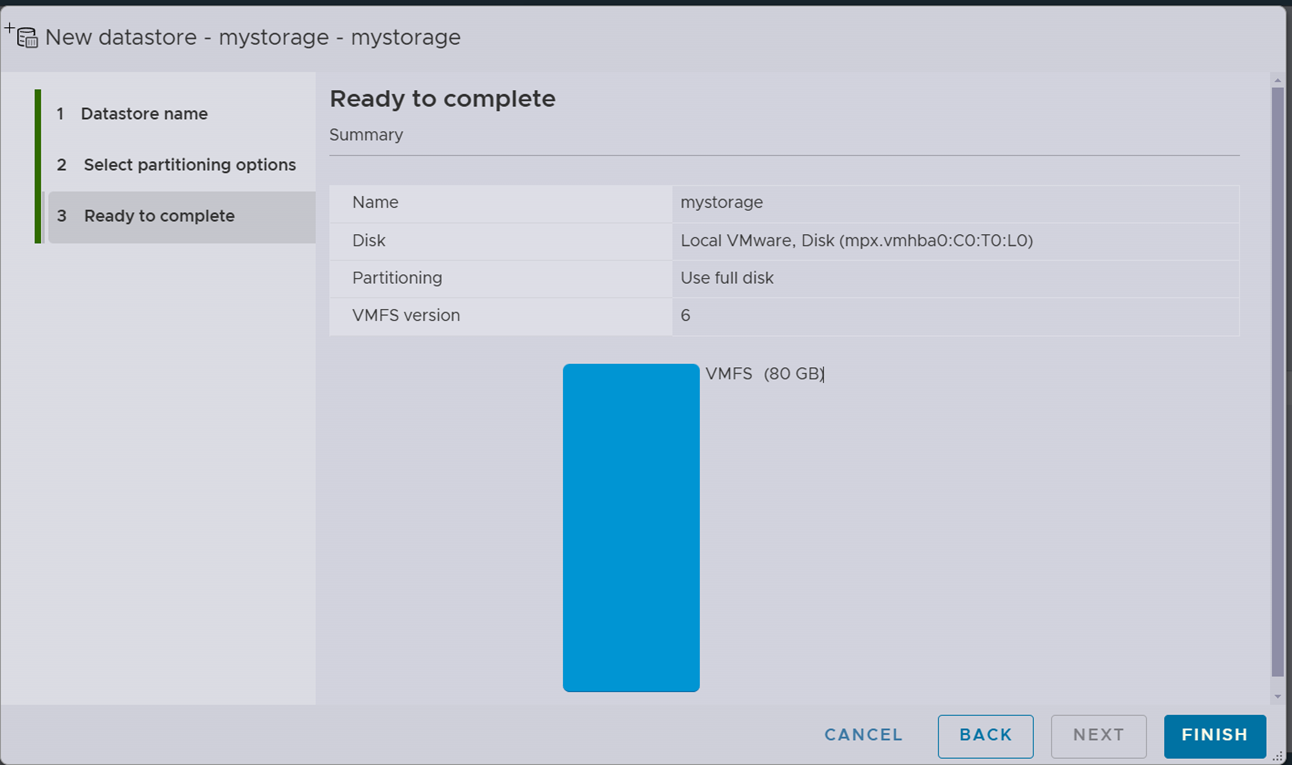 New datastore - mystorage - mystorage
1 Datastore name
2 Select partitioning options
3 Ready to complete
Ready to complete
Summary
Name mystorage
Disk Local VMware, Disk (mpx.vmhba0:C0:T0:L0)
Partitioning Use full disk
VMFS version 6
VMFS (80 GB)
CANCEL BACK NEXT FINISH